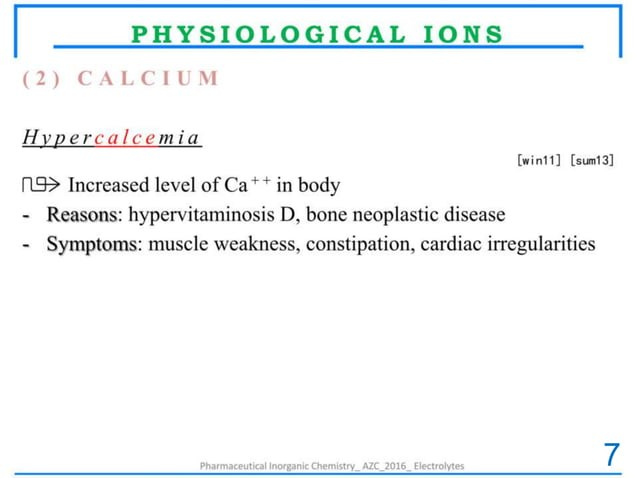 PHYSIOLOGICAL IONS
(2) CALCIUM
Hypercalcemia
[win11] [sum13]
Increased level of Ca++ in body
- Reasons: hypervitaminosis D, bone neoplastic disease
- Symptoms: muscle weakness, constipation, cardiac irregularities
Pharmaceutical Inorganic Chemistry_ AZC_2016_ Electrolytes
7